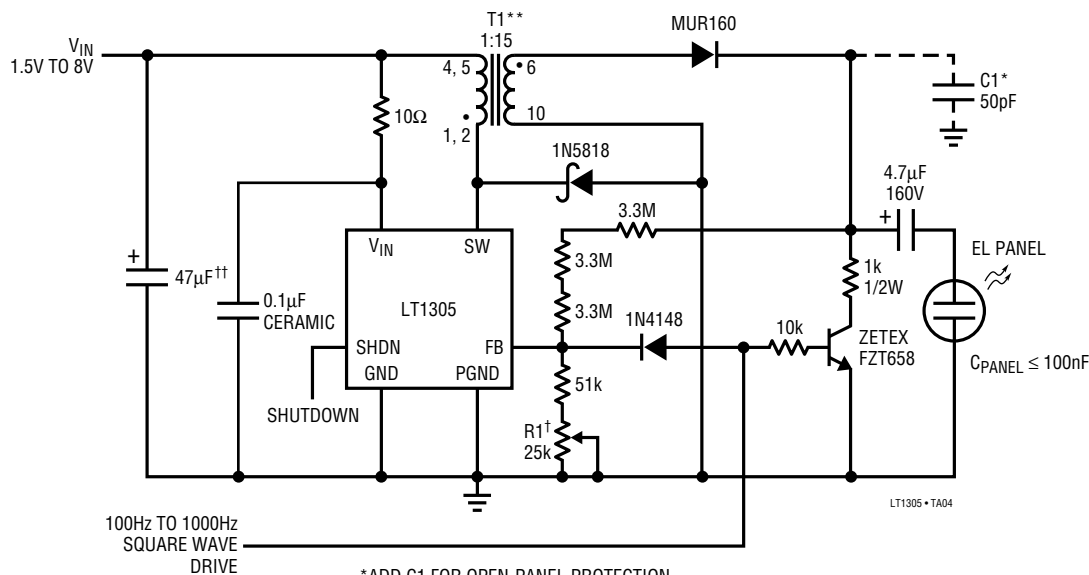 T1**
1:15
MUR160
VIN
1.5V TO 8V
4, 5
6
C1*
50pF
10Ω
10
1, 2
1N5818
4.7µF
160V
+
3.3M
VIN
SW
EL PANEL
3.3M
1k
1/2W
+
47µF††
0.1µF
CERAMIC
LT1305
3.3M
1N4148
10k
ZETEX
FZT658
SHDN
FB
GND
PGND
51k
CPANEL ≤ 100nF
SHUTDOWN
R1†
25k
LT1305 • TA04
100Hz TO 1000Hz
SQUARE WAVE
DRIVE
*ADD C1 FOR OPEN-PANEL PROTECTION